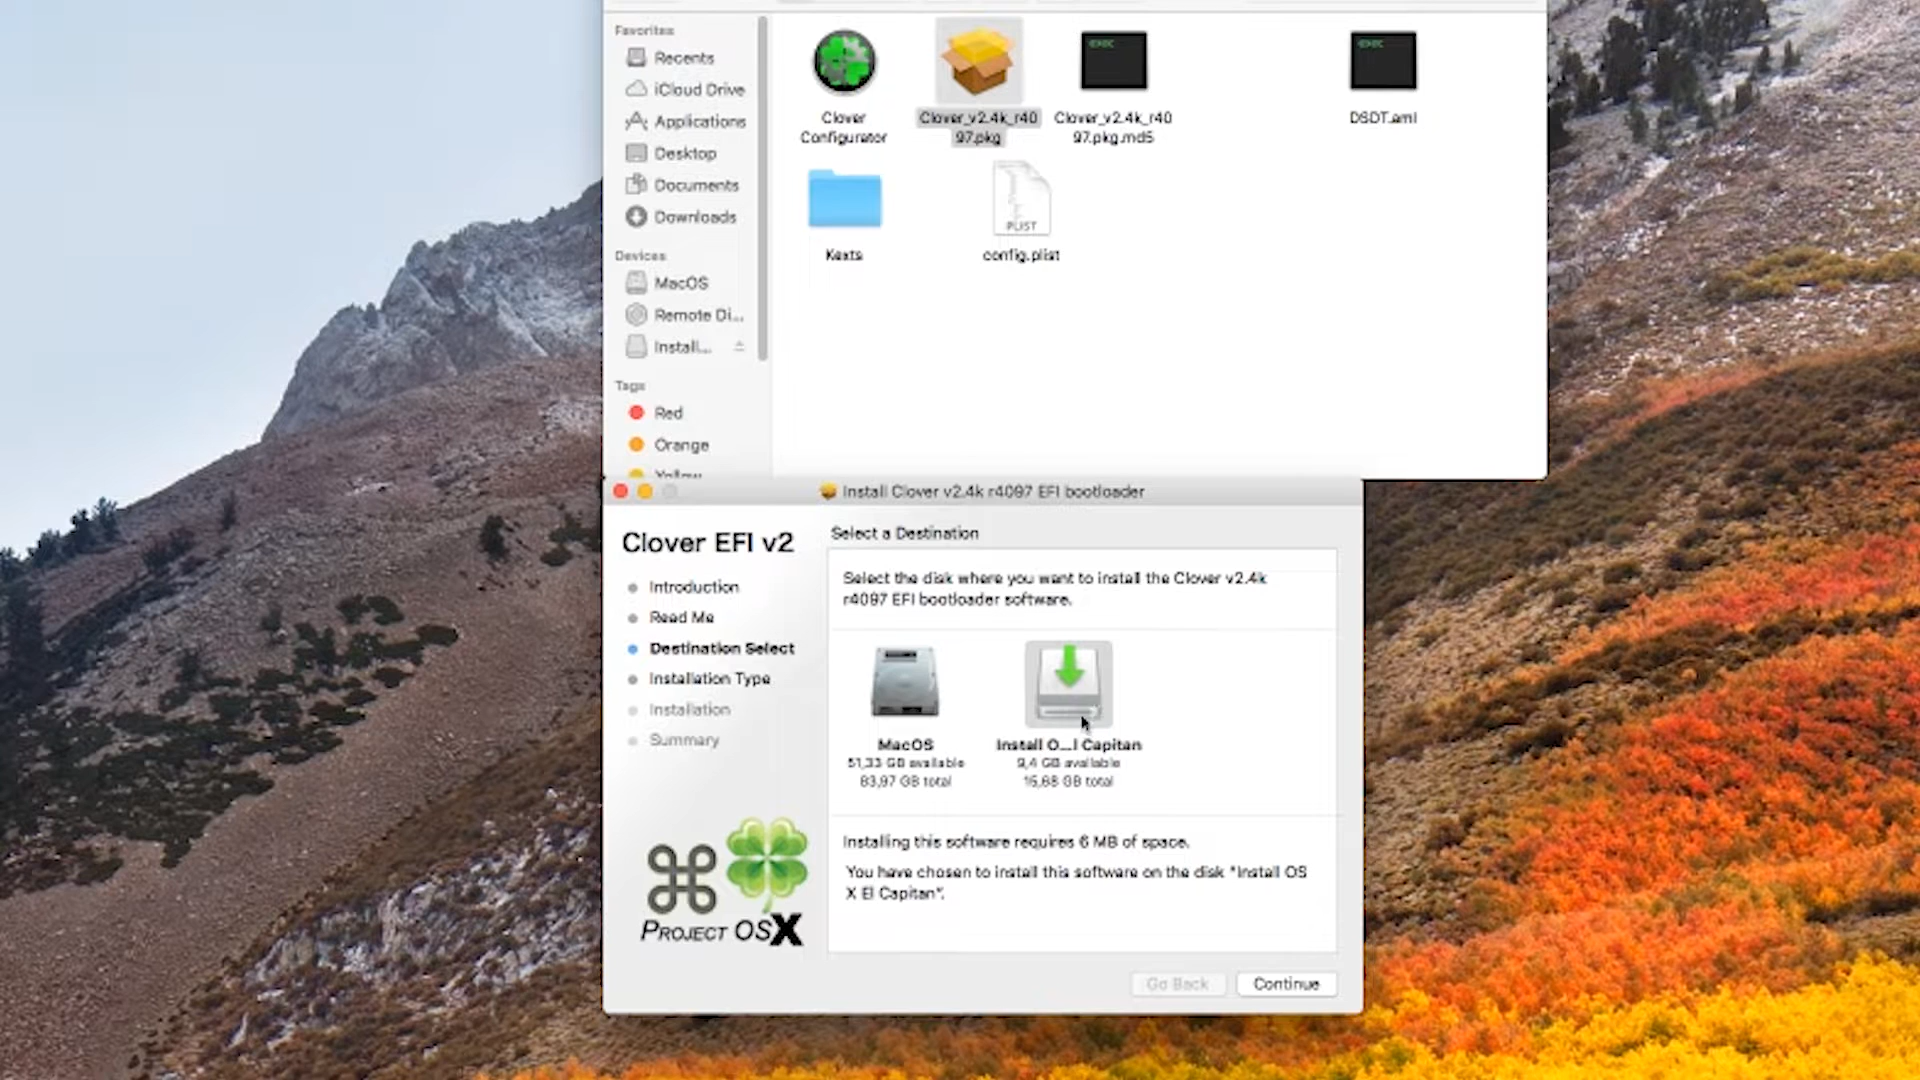 Favorites
Recents
iCloud Drive
Applications
Desktop
Documents
Downloads
Devices
MacOS
Remote Di...
Install...
Tags
Red
Orange
Yellow
Clover
Configurator
Clover_v2.4k_r40
97.pkg
EXEC
Clover_v2.4k_r40
97.pkg.md5
EXEC
DSDT.aml
Kexts
PLIST
config.plist
Install Clover v2.4k r4097 EFI bootloader
Clover EFI v2
Introduction
Read Me
Destination Select
Installation Type
Installation
Summary
PROJECT OSX
Select a Destination
Select the disk where you want to install the Clover v2.4k
r4097 EFI bootloader software.
MacOS
51,33 GB available
83,97 GB total
Install O...l Capitan
9,4 GB available
15,68 GB total
Installing this software requires 6 MB of space.
You have chosen to install this software on the disk "Install OS
X El Capitan".
Go Back
Continue